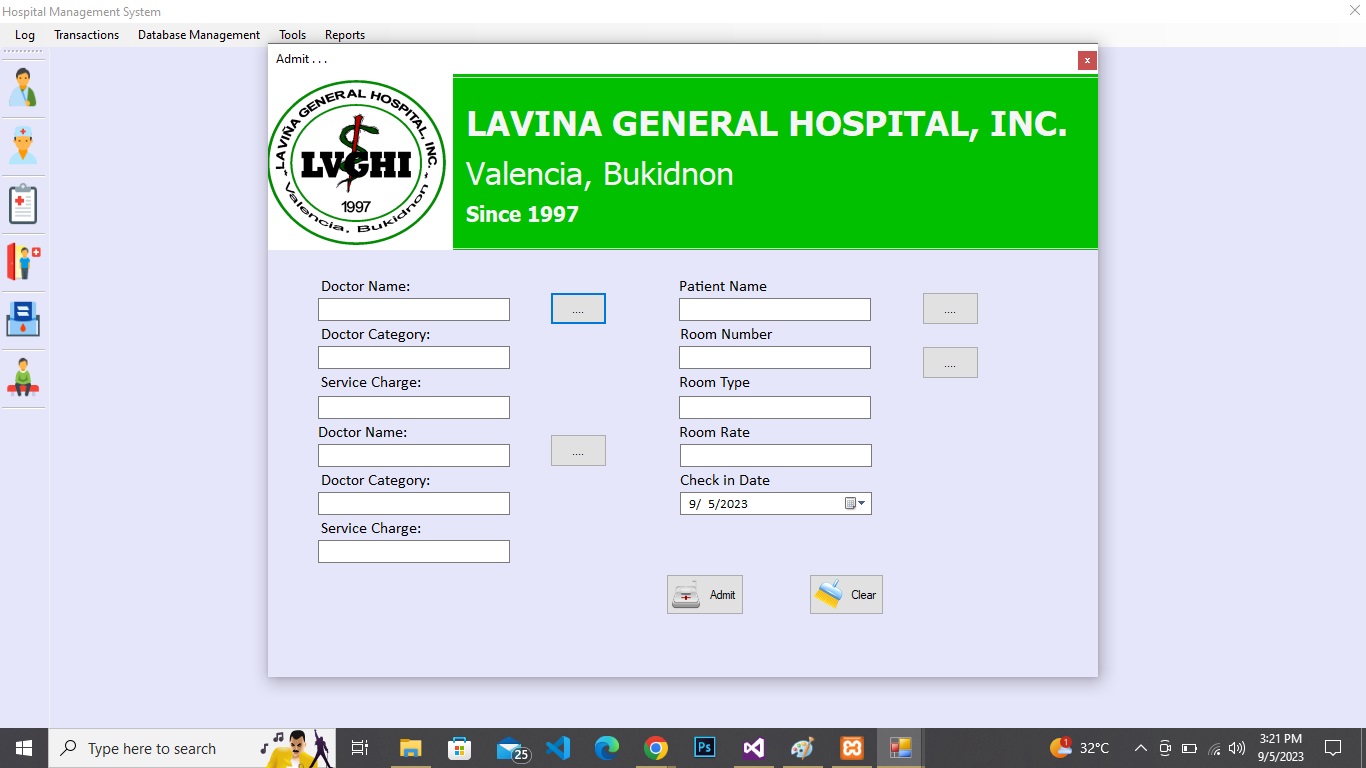 Hospital Management System
Log Transactions Database Management Tools Reports
Admit . . .
x
LAVIÑA GENERAL HOSPITAL, INC.
LVGHI
1997
- Valencia, Bukidnon -
LAVINA GENERAL HOSPITAL, INC.
Valencia, Bukidnon
Since 1997
Doctor Name:
....
Doctor Category:
Service Charge:
Doctor Name:
....
Doctor Category:
Service Charge:
Patient Name
....
Room Number
....
Room Type
Room Rate
Check in Date
9/ 5/2023
Admit
Clear
Type here to search
25
Ps
1
32°C
3:21 PM
9/5/2023